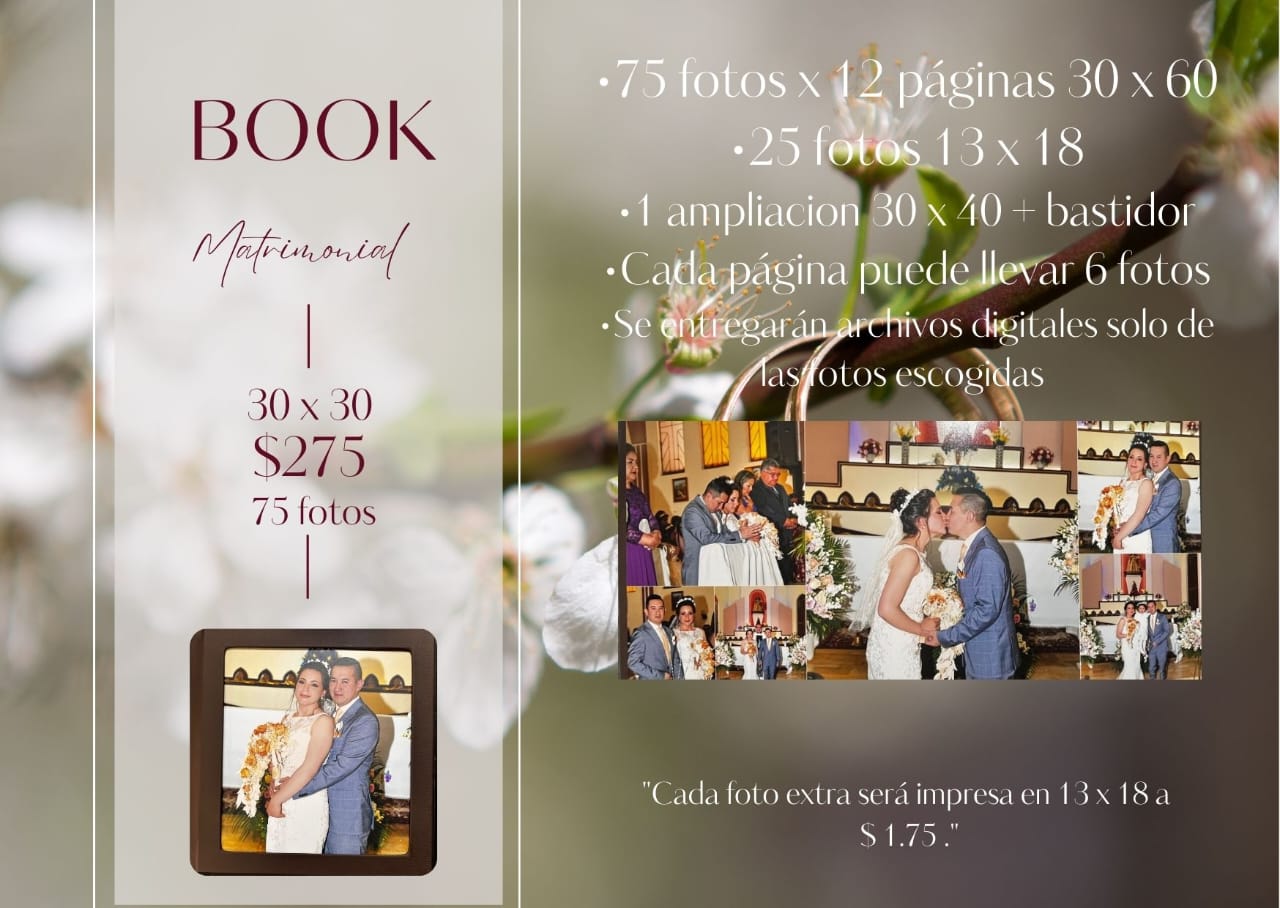 BOOK
Matrimonial
30 x 30
$275
75 fotos
•75 fotos x 12 páginas 30 x 60
•25 fotos 13 x 18
•1 ampliacion 30 x 40 + bastidor
•Cada página puede llevar 6 fotos
•Se entregarán archivos digitales solo de
las fotos escogidas
"Cada foto extra será impresa en 13 x 18 a
$ 1.75 ."